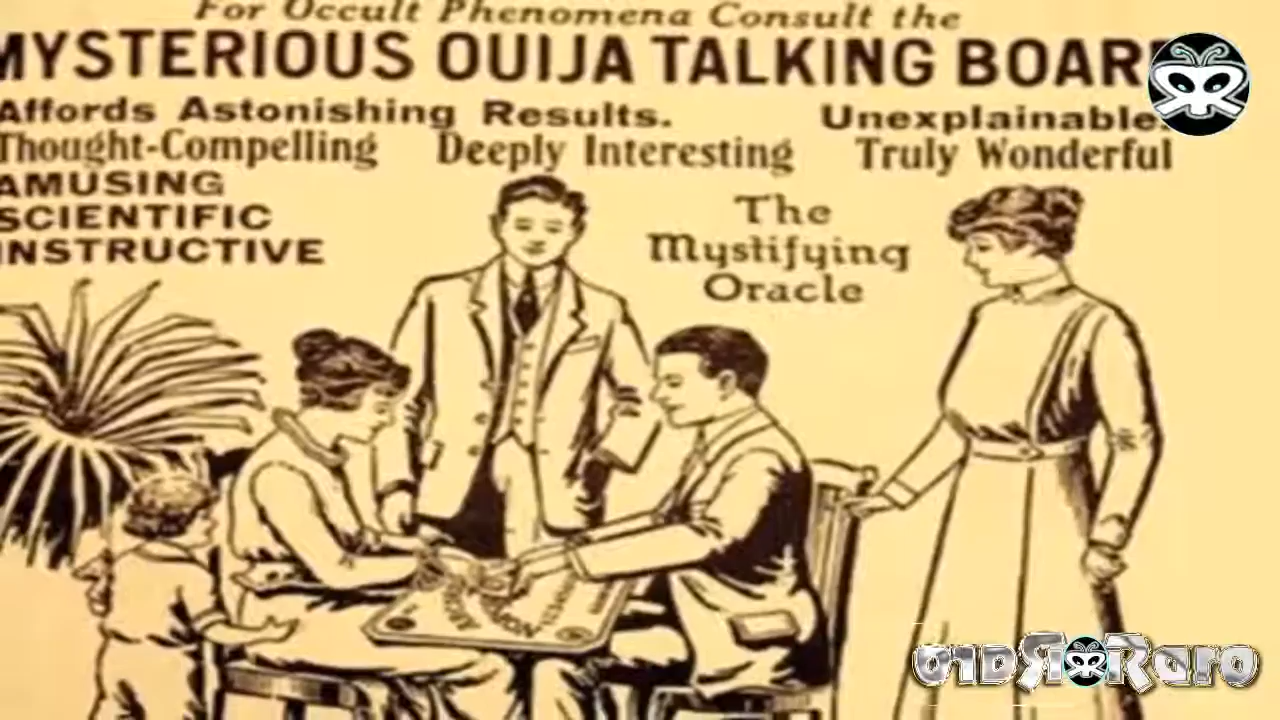 For Occult Phenomena Consult the
MYSTERIOUS OUIJA TALKING BOAR
Affords Astonishing Results. Unexplainable.
Thought-Compelling Deeply Interesting Truly Wonderful
AMUSING
SCIENTIFIC
INSTRUCTIVE
The
Mystifying
Oracle